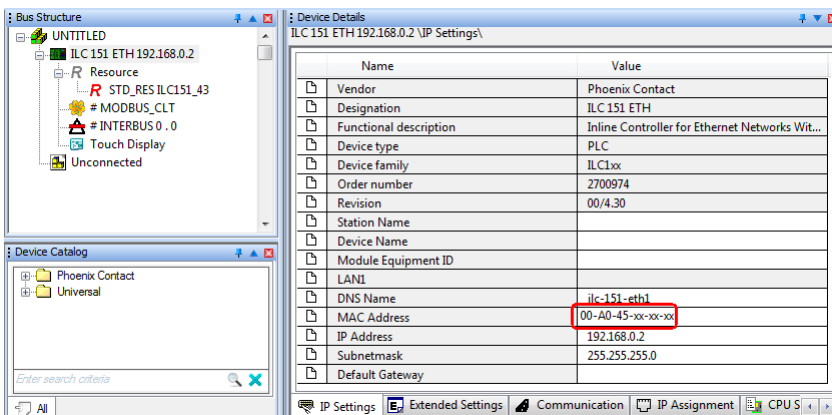 Bus Structure
UNTITLED
ILC 151 ETH 192.168.0.2
R Resource
R STD_RES ILC151_43
# MODBUS_CLT
# INTERBUS 0 . 0
Touch Display
Unconnected
Device Catalog
Phoenix Contact
Universal
Enter search criteria
All
Device Details
ILC 151 ETH 192.168.0.2 \IP Settings\
Name Value
Vendor Phoenix Contact
Designation ILC 151 ETH
Functional description Inline Controller for Ethernet Networks Wit...
Device type PLC
Device family ILC1xx
Order number 2700974
Revision 00/4.30
Station Name
Device Name
Module Equipment ID
LAN1
DNS Name ilc-151-eth1
MAC Address 00-A0-45-xx-xx-xx
IP Address 192.168.0.2
Subnetmask 255.255.255.0
Default Gateway
IP Settings Extended Settings Communication IP Assignment CPU S